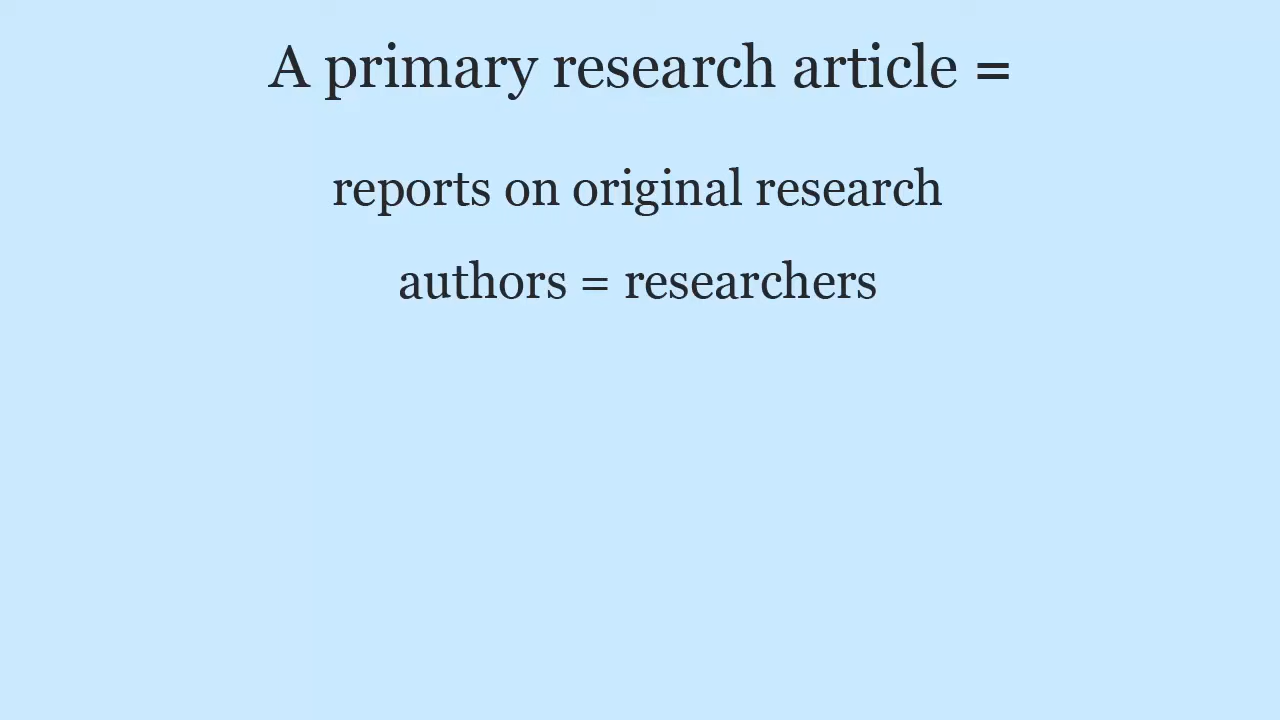 A primary research article =
reports on original research
authors = researchers